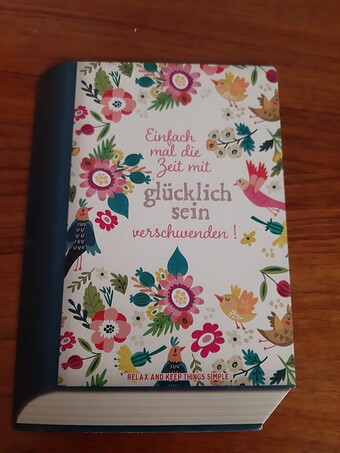 Einfach
mal die
Zeit mit
glücklich
sein
verschwenden !
RELAX AND KEEP THINGS SIMPLE